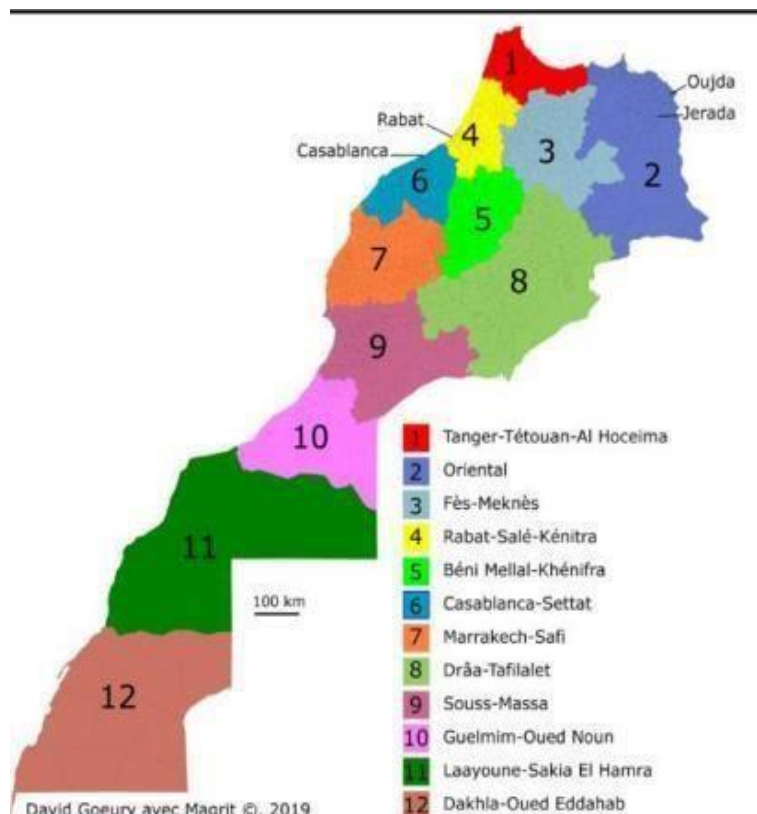 1
Oujda
Jerada
Rabat
4
Casablanca
3
6
2
5
7
8
9
10
11
100 km
12
1 Tanger-Tétouan-Al Hoceima
2 Oriental
3 Fès-Meknès
4 Rabat-Salé-Kénitra
5 Béni Mellal-Khénifra
6 Casablanca-Settat
7 Marrakech-Safi
8 Drâa-Tafilalet
9 Souss-Massa
10 Guelmim-Oued Noun
11 Laayoune-Sakia El Hamra
12 Dakhla-Oued Eddahab
David Goeury avec Magrit ©, 2019